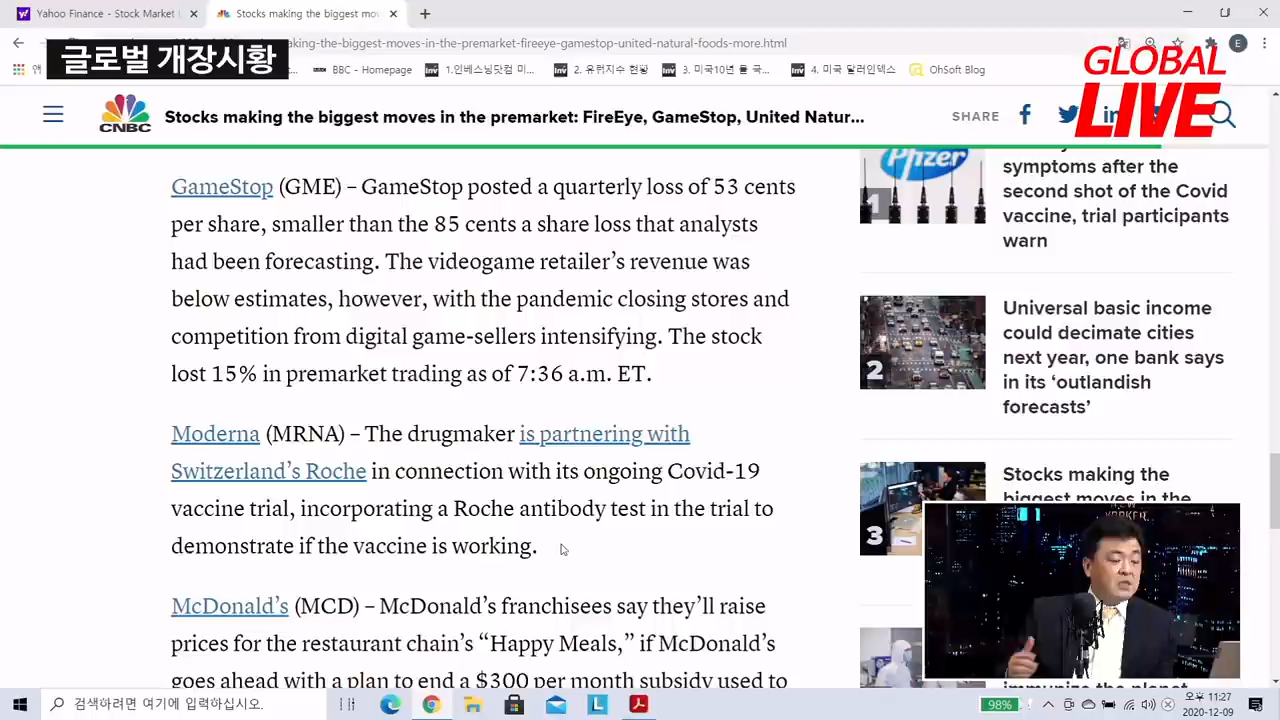 Yahoo Finance - Stock Market
Stocks making the biggest mov
글로벌 개장시황
aking-the-biggest-moves-in-the-premarket-fireeye-gamestop-united-natural-foods-more.html
E
BBC - Homepage
1.인베스팅닷컴 미...
2. 유럽지수 현황
3. 미국10년 물 국...
4. 미국 달러인덱스
OhSoft Blog
GLOBAL
LIVE
CNBC
Stocks making the biggest moves in the premarket: FireEye, GameStop, United Natur...
SHARE
GameStop (GME) – GameStop posted a quarterly loss of 53 cents
per share, smaller than the 85 cents a share loss that analysts
had been forecasting. The videogame retailer's revenue was
below estimates, however, with the pandemic closing stores and
competition from digital game-sellers intensifying. The stock
lost 15% in premarket trading as of 7:36 a.m. ET.
Moderna (MRNA) – The drugmaker is partnering with
Switzerland's Roche in connection with its ongoing Covid-19
vaccine trial, incorporating a Roche antibody test in the trial to
demonstrate if the vaccine is working.
McDonald's (MCD) – McDonald's franchisees say they'll raise
prices for the restaurant chain's “Happy Meals,” if McDonald's
goes ahead with a plan to end a $300 per month subsidy used to
Pfizer
1
symptoms after the
second shot of the Covid
vaccine, trial participants
warn
2
Universal basic income
could decimate cities
next year, one bank says
in its ‘outlandish
forecasts’
3
Stocks making the
biggest moves in the
immunize the planet
검색하려면 여기에 입력하십시오.
98%
오후 11:27
2020-12-09